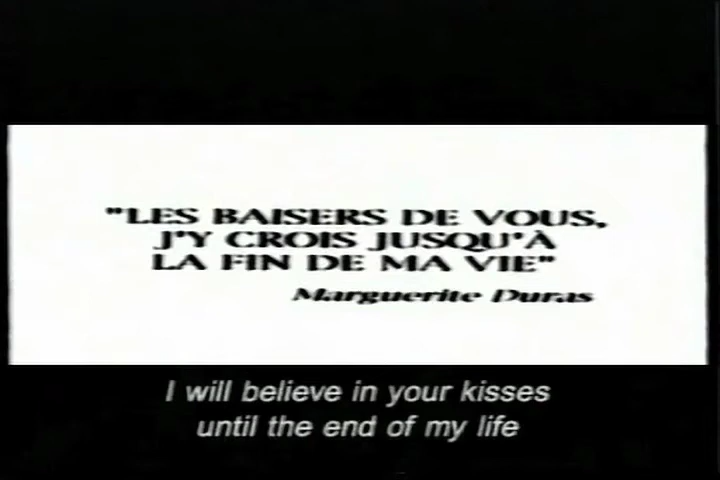 "LES BAISERS DE VOUS,
J'Y CROIS JUSQU'À
LA FIN DE MA VIE"
Marguerite Duras
I will believe in your kisses
until the end of my life